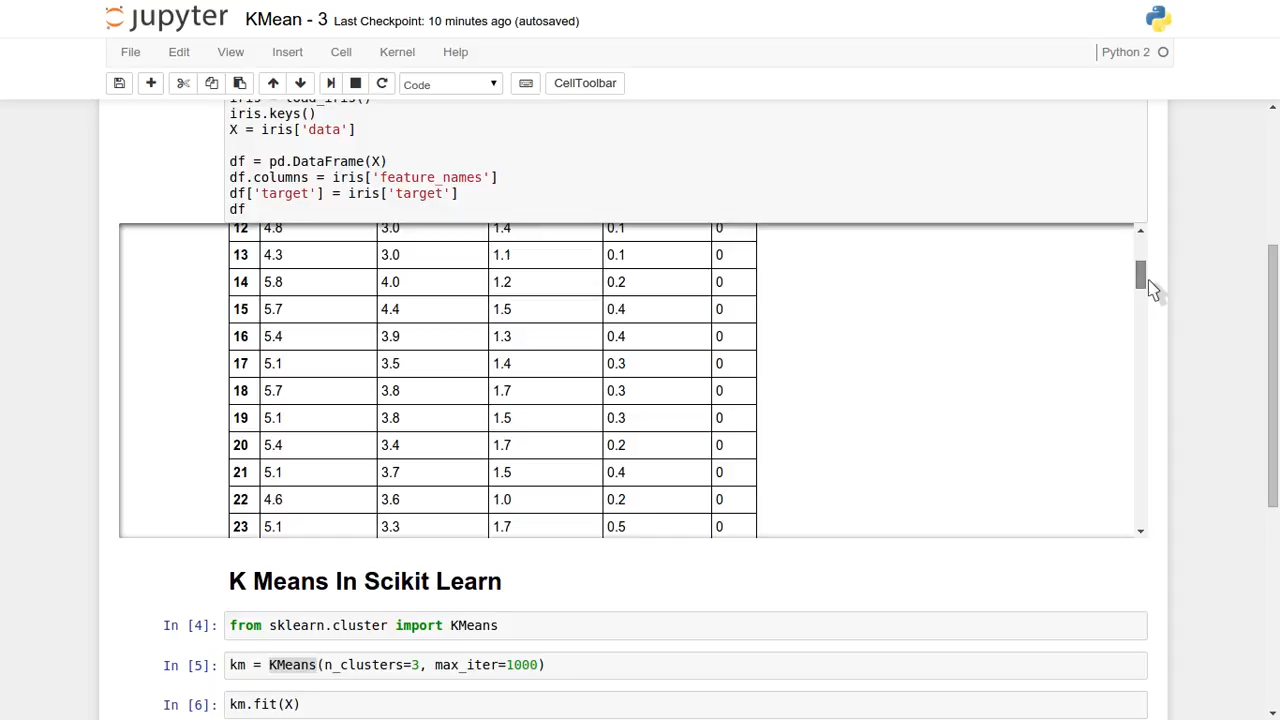 jupyter KMean - 3 Last Checkpoint: 10 minutes ago (autosaved)
File Edit View Insert Cell Kernel Help Python 2
Code CellToolbar
iris = load_iris()
iris.keys()
X = iris['data']
df = pd.DataFrame(X)
df.columns = iris['feature_names']
df['target'] = iris['target']
df
12 4.8 3.0 1.4 0.1 0
13 4.3 3.0 1.1 0.1 0
14 5.8 4.0 1.2 0.2 0
15 5.7 4.4 1.5 0.4 0
16 5.4 3.9 1.3 0.4 0
17 5.1 3.5 1.4 0.3 0
18 5.7 3.8 1.7 0.3 0
19 5.1 3.8 1.5 0.3 0
20 5.4 3.4 1.7 0.2 0
21 5.1 3.7 1.5 0.4 0
22 4.6 3.6 1.0 0.2 0
23 5.1 3.3 1.7 0.5 0
K Means In Scikit Learn
In [4]: from sklearn.cluster import KMeans
In [5]: km = KMeans(n_clusters=3, max_iter=1000)
In [6]: km.fit(X)